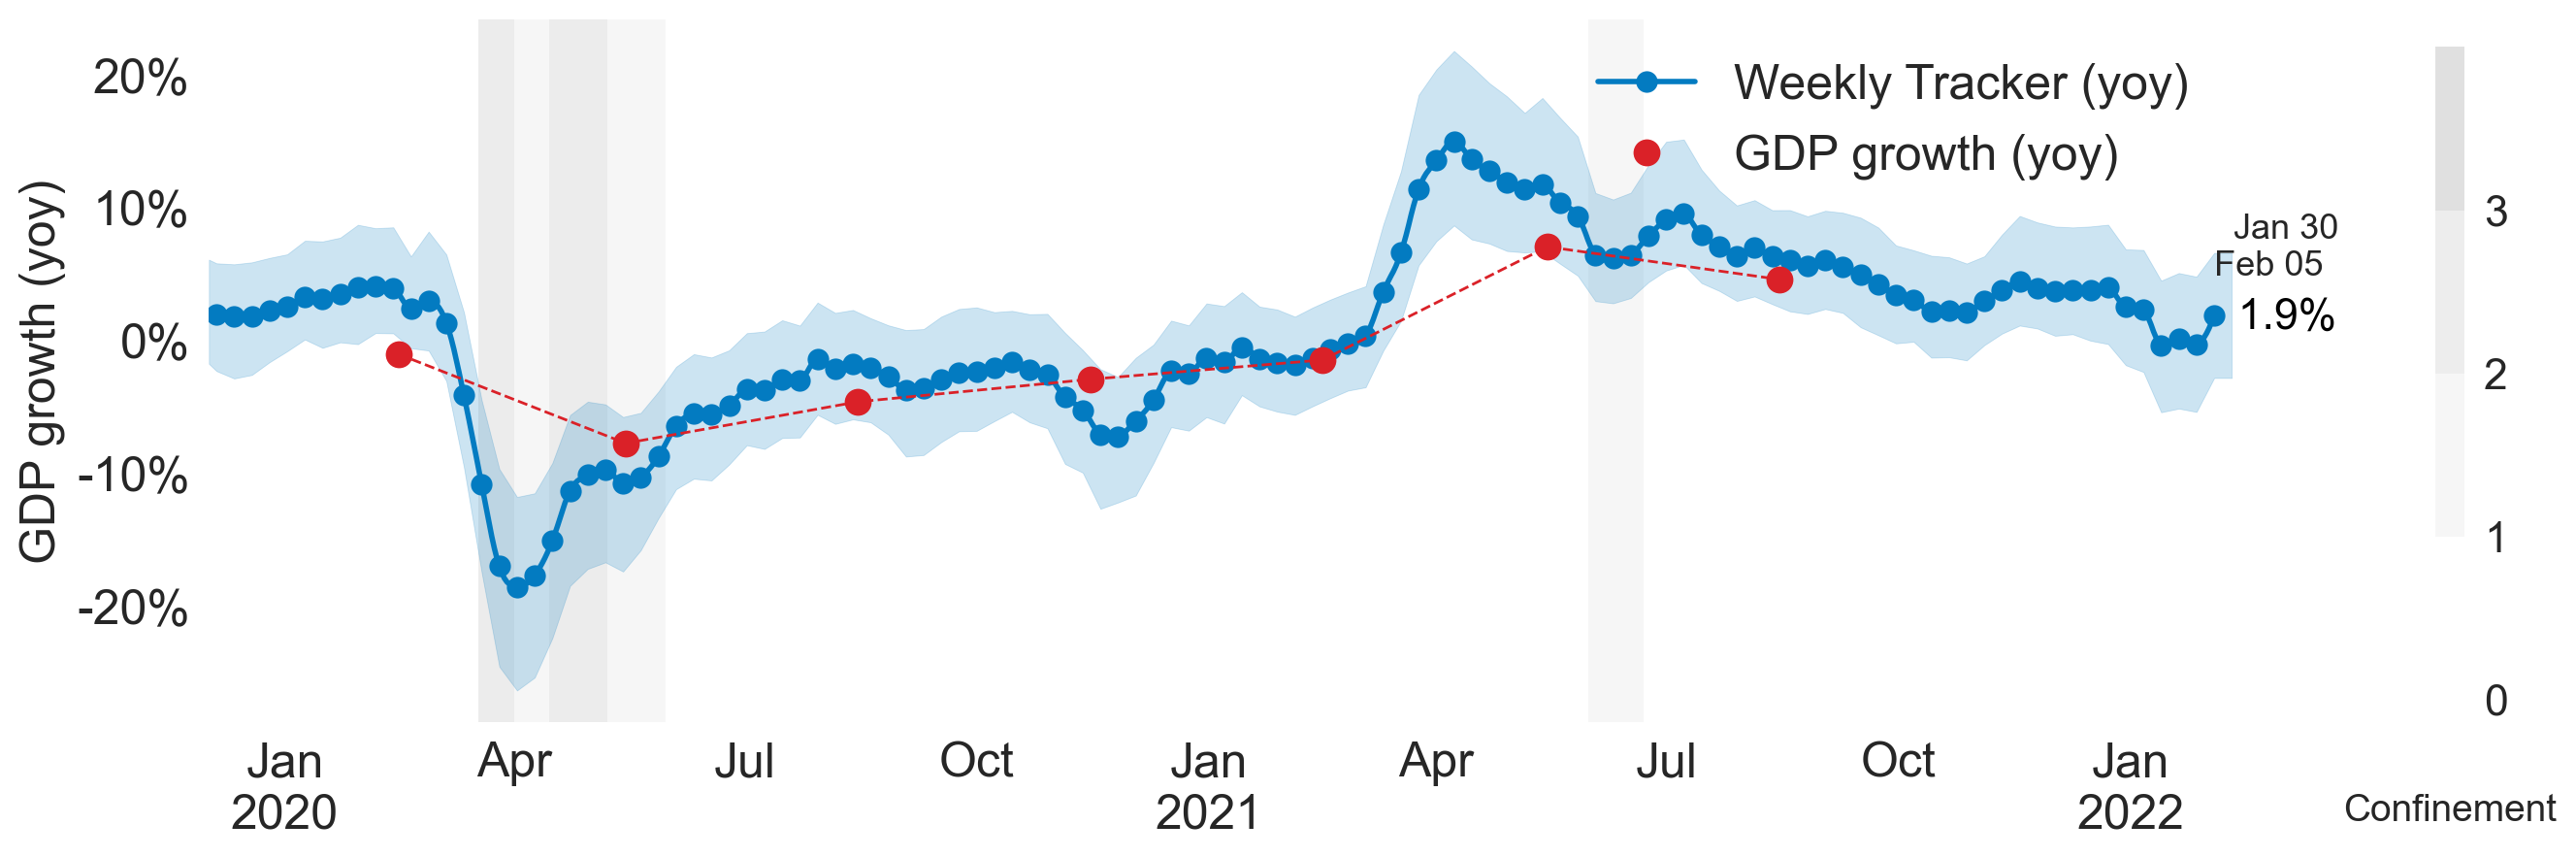 GDP growth (yoy)
20%
10%
0%
-10%
-20%
Weekly Tracker (yoy)
GDP growth (yoy)
Jan 30
Feb 05
1.9%
3
2
1
0
Jan
2020
Apr
Jul
Oct
Jan
2021
Apr
Jul
Oct
Jan
2022
Confinement